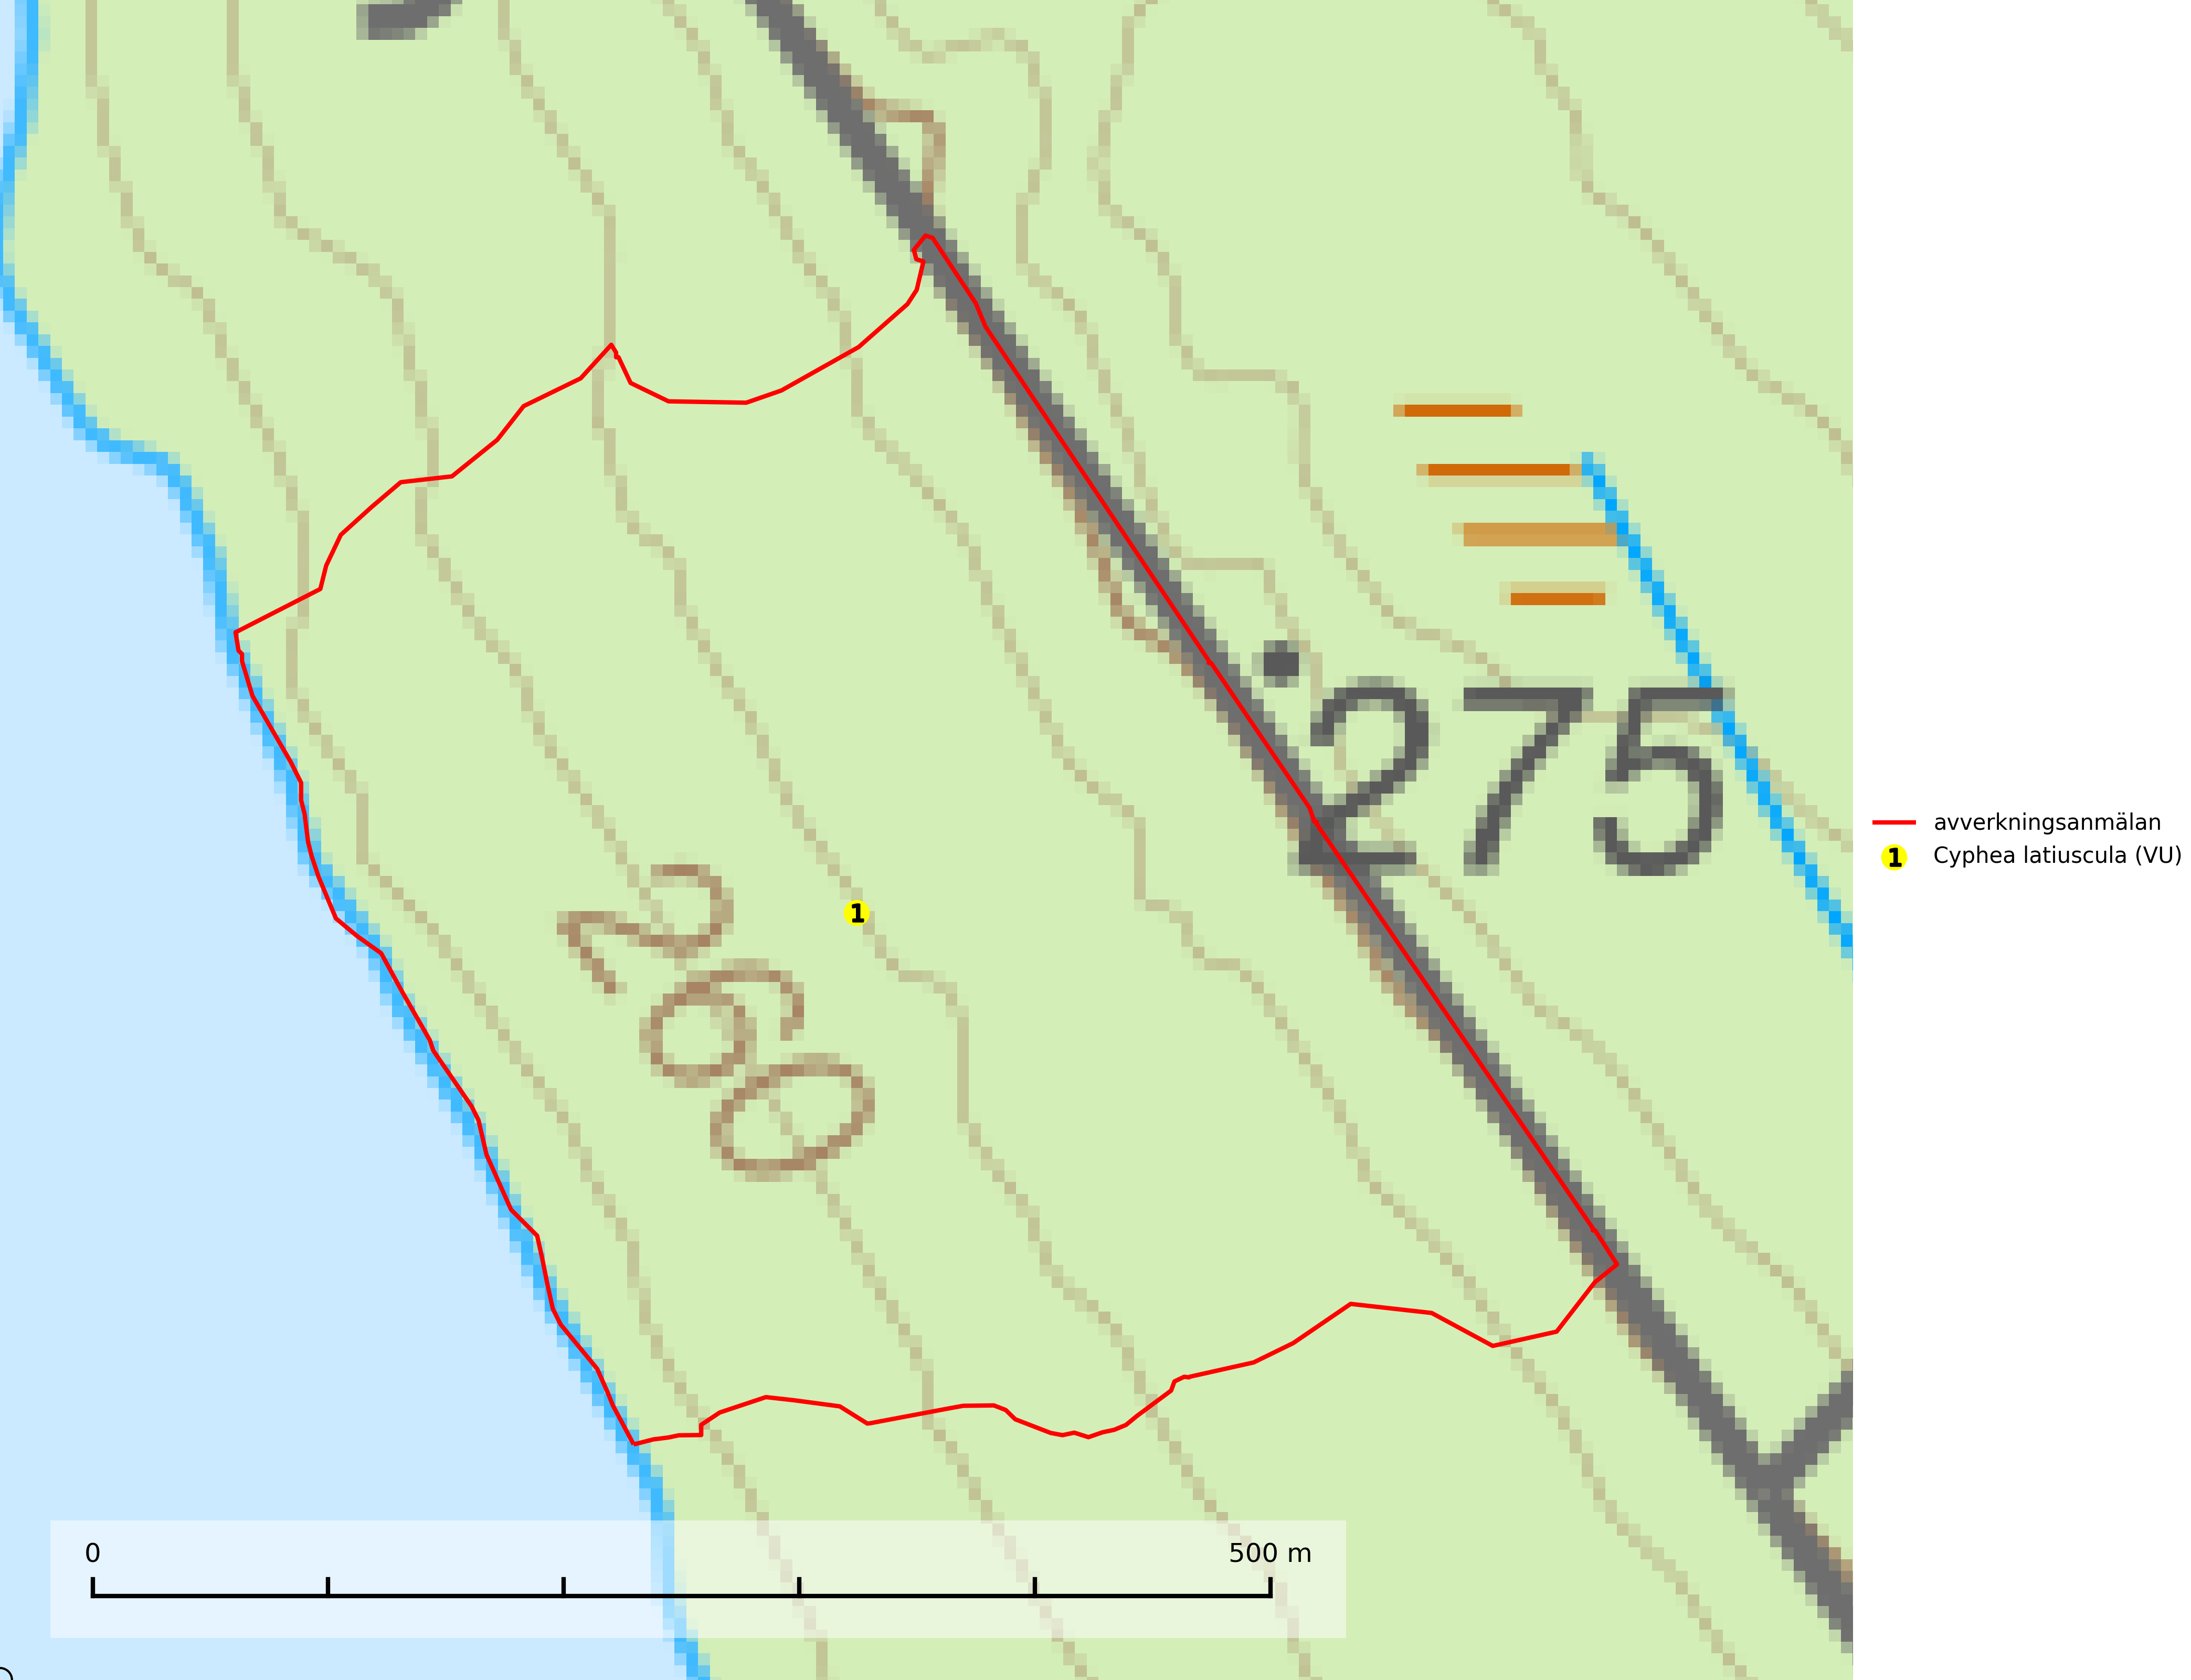 275
260
0 500 m
avverkningsanmälan
1 Cyphea latiuscula (VU)
1